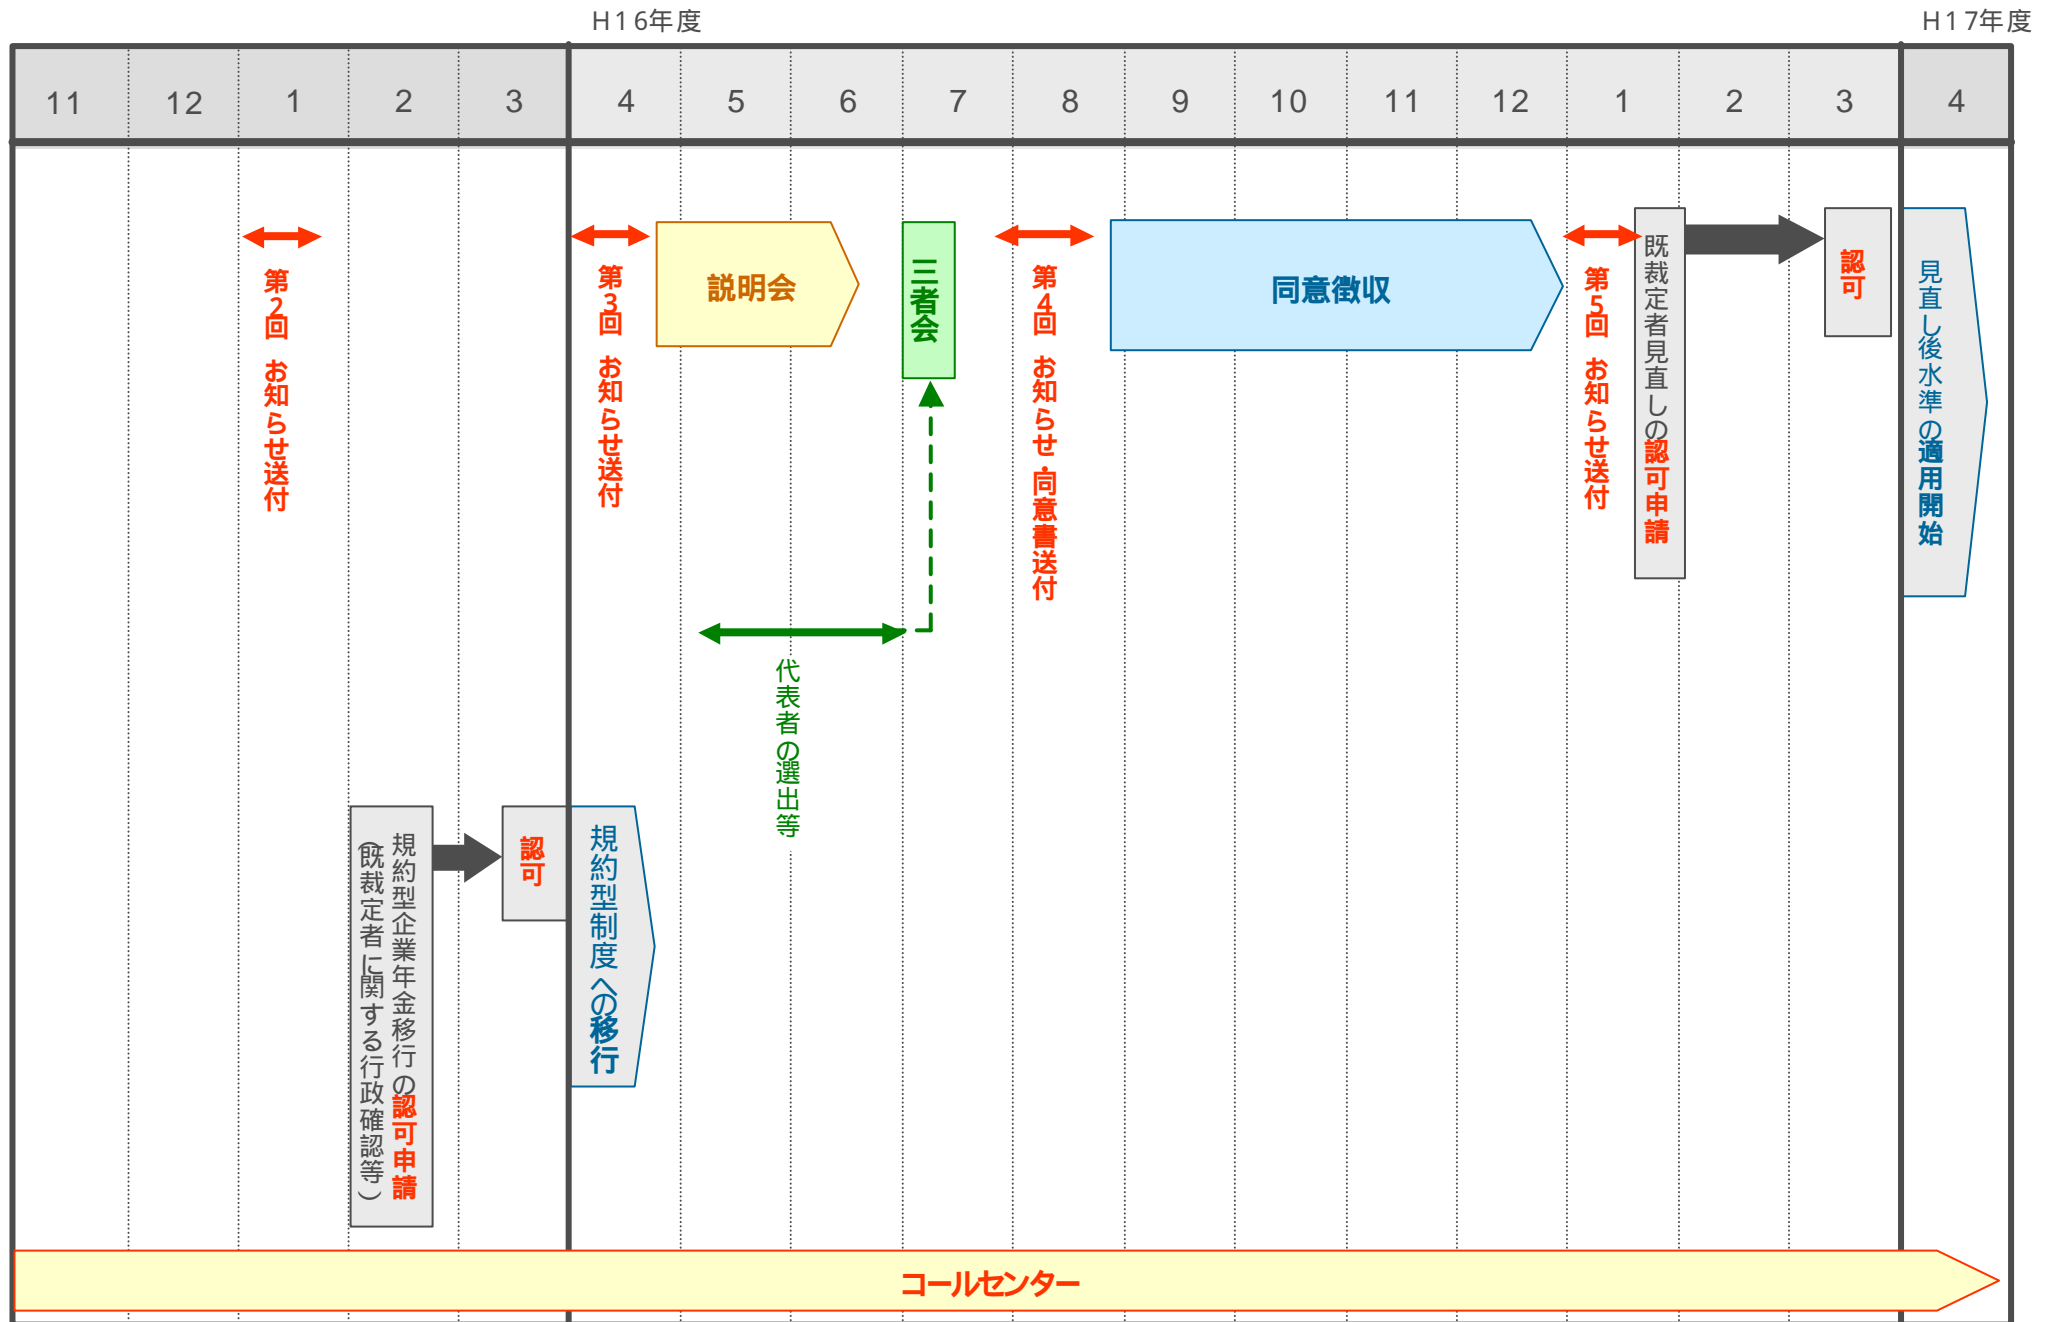 H16年度
H17年度
11 12 1 2 3 4 5 6 7 8 9 10 11 12 1 2 3 4
第2回 お知らせ送付
第3回 お知らせ送付
説明会
三者会
第4回 お知らせ・同意書送付
同意徴収
第5回 お知らせ送付
既裁定者見直しの認可申請
認可
見直し後水準の適用開始
代表者の選出等
規約型企業年金移行の認可申請
(既裁定者に関する行政確認等)
認可
規約型制度への移行
コールセンター